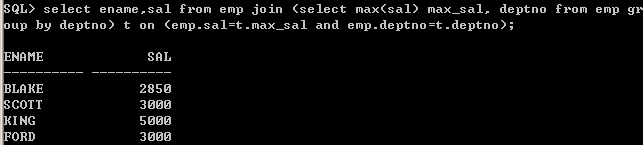 SQL> select ename,sal from emp join (select max(sal) max_sal, deptno from emp gr
oup by deptno) t on (emp.sal=t.max_sal and emp.deptno=t.deptno);
ENAME             SAL
---------- ----------
BLAKE            2850
SCOTT            3000
KING             5000
FORD             3000